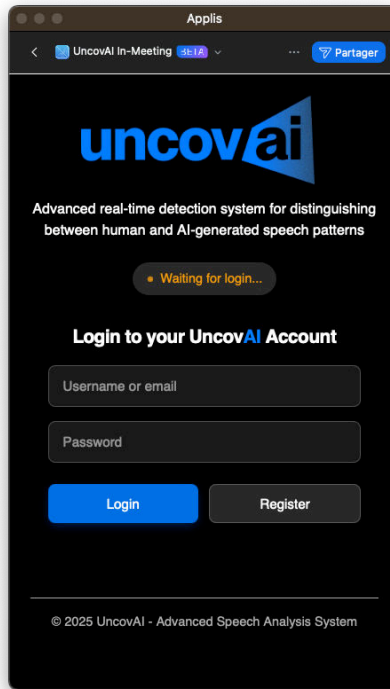 Applis
UncovAI In-Meeting BETA
Partager
uncovai
Advanced real-time detection system for distinguishing
between human and AI-generated speech patterns
Waiting for login...
Login to your UncovAI Account
Username or email
Password
Login Register
© 2025 UncovAI - Advanced Speech Analysis System